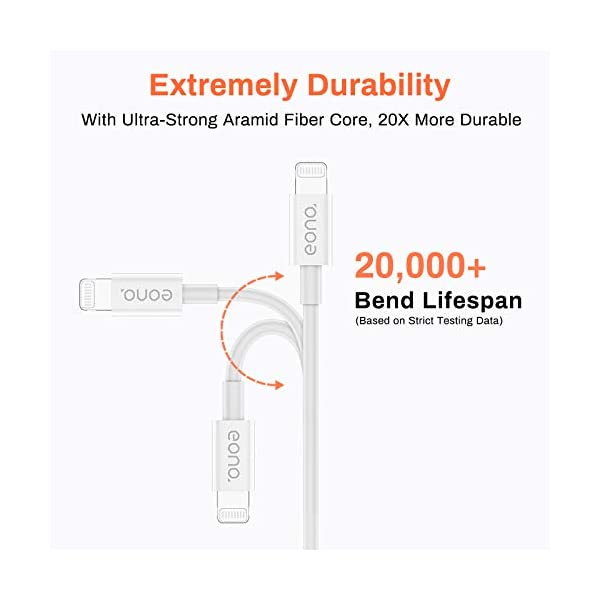 Extremely Durability
With Ultra-Strong Aramid Fiber Core, 20X More Durable
eono.
eono.
eono.
20,000+
Bend Lifespan
(Based on Strict Testing Data)